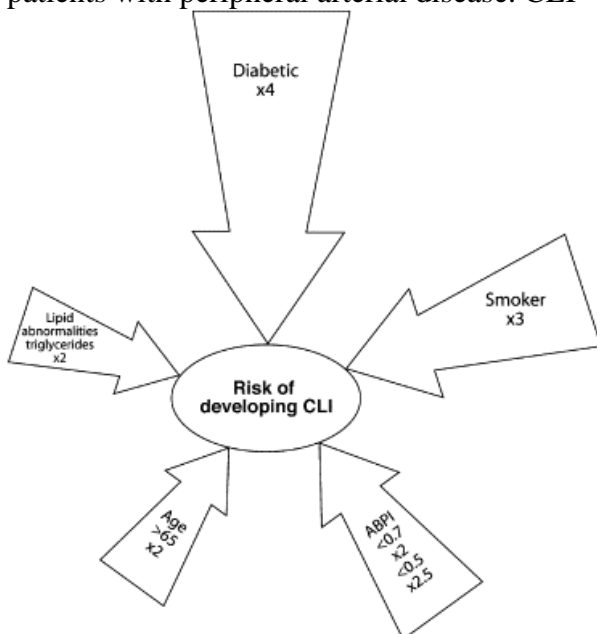 patients with peripheral arterial disease. CLI
Diabetic
x4
Smoker
x3
Lipid
abnormalities
triglycerides
x2
Risk of
developing CLI
Age
>65
x2
ABPI
<0.7
x2
<0.5
x2.5